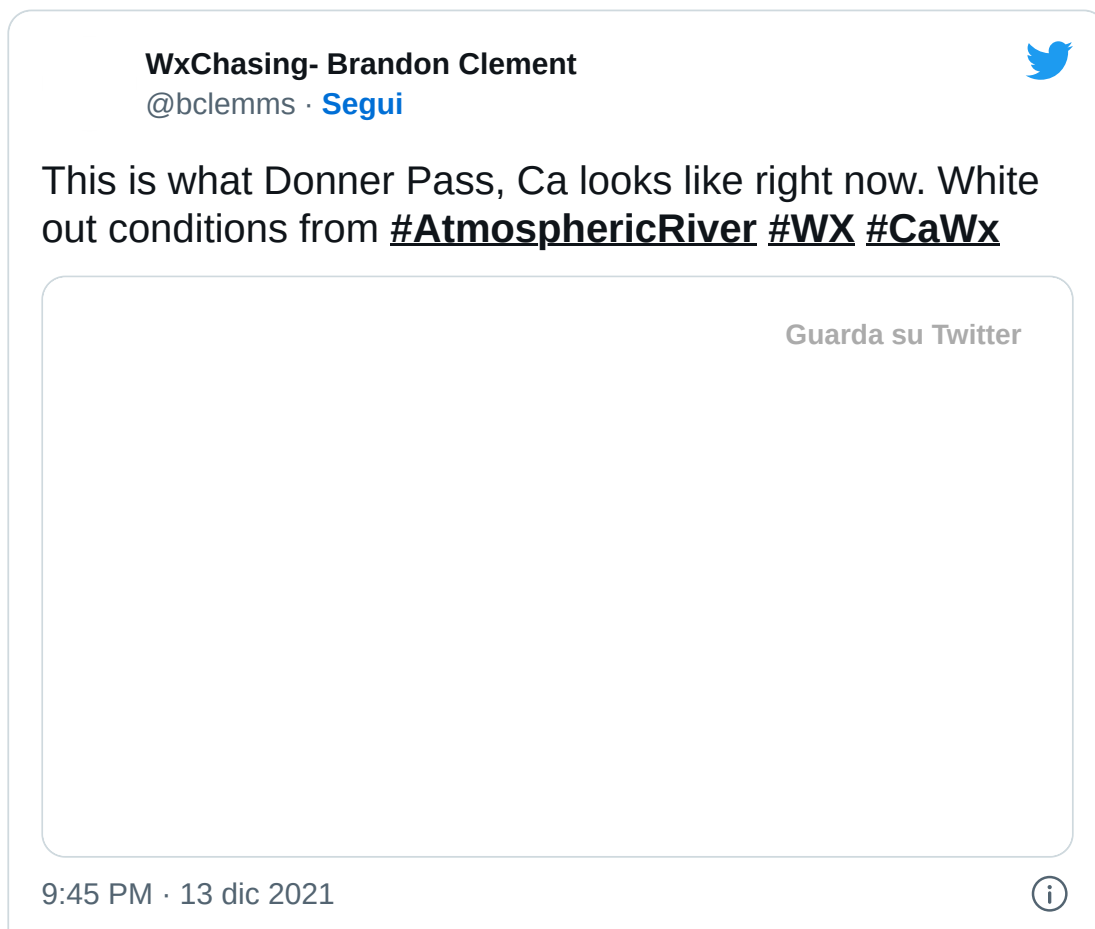 WxChasing- Brandon Clement
@bclemms · Segui
This is what Donner Pass, Ca looks like right now. White
out conditions from #AtmosphericRiver #WX #CaWx
Guarda su Twitter
9:45 PM · 13 dic 2021